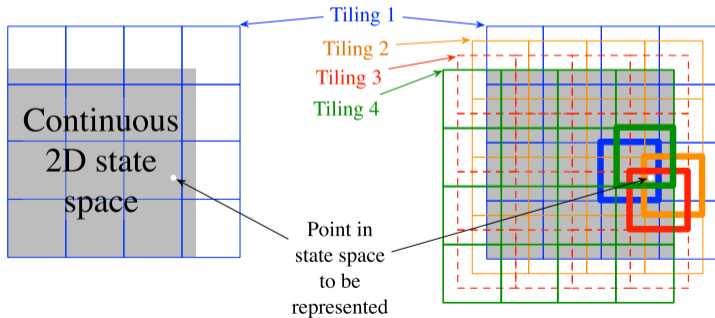 Tiling 1
Tiling 2
Tiling 3
Tiling 4
Continuous
2D state
space
Point in
state space
to be
represented